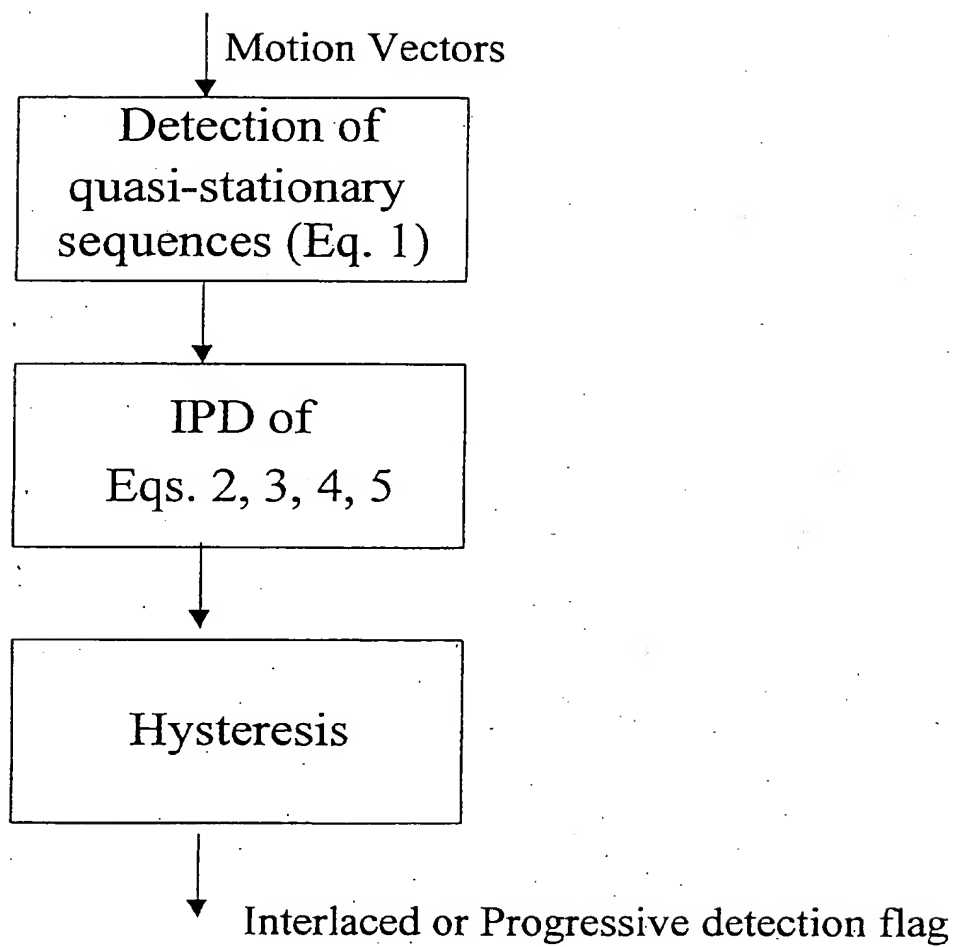 Motion Vectors
Detection of
quasi-stationary
sequences (Eq. 1)
IPD of
Eqs. 2, 3, 4, 5
Hysteresis
Interlaced or Progressive detection flag